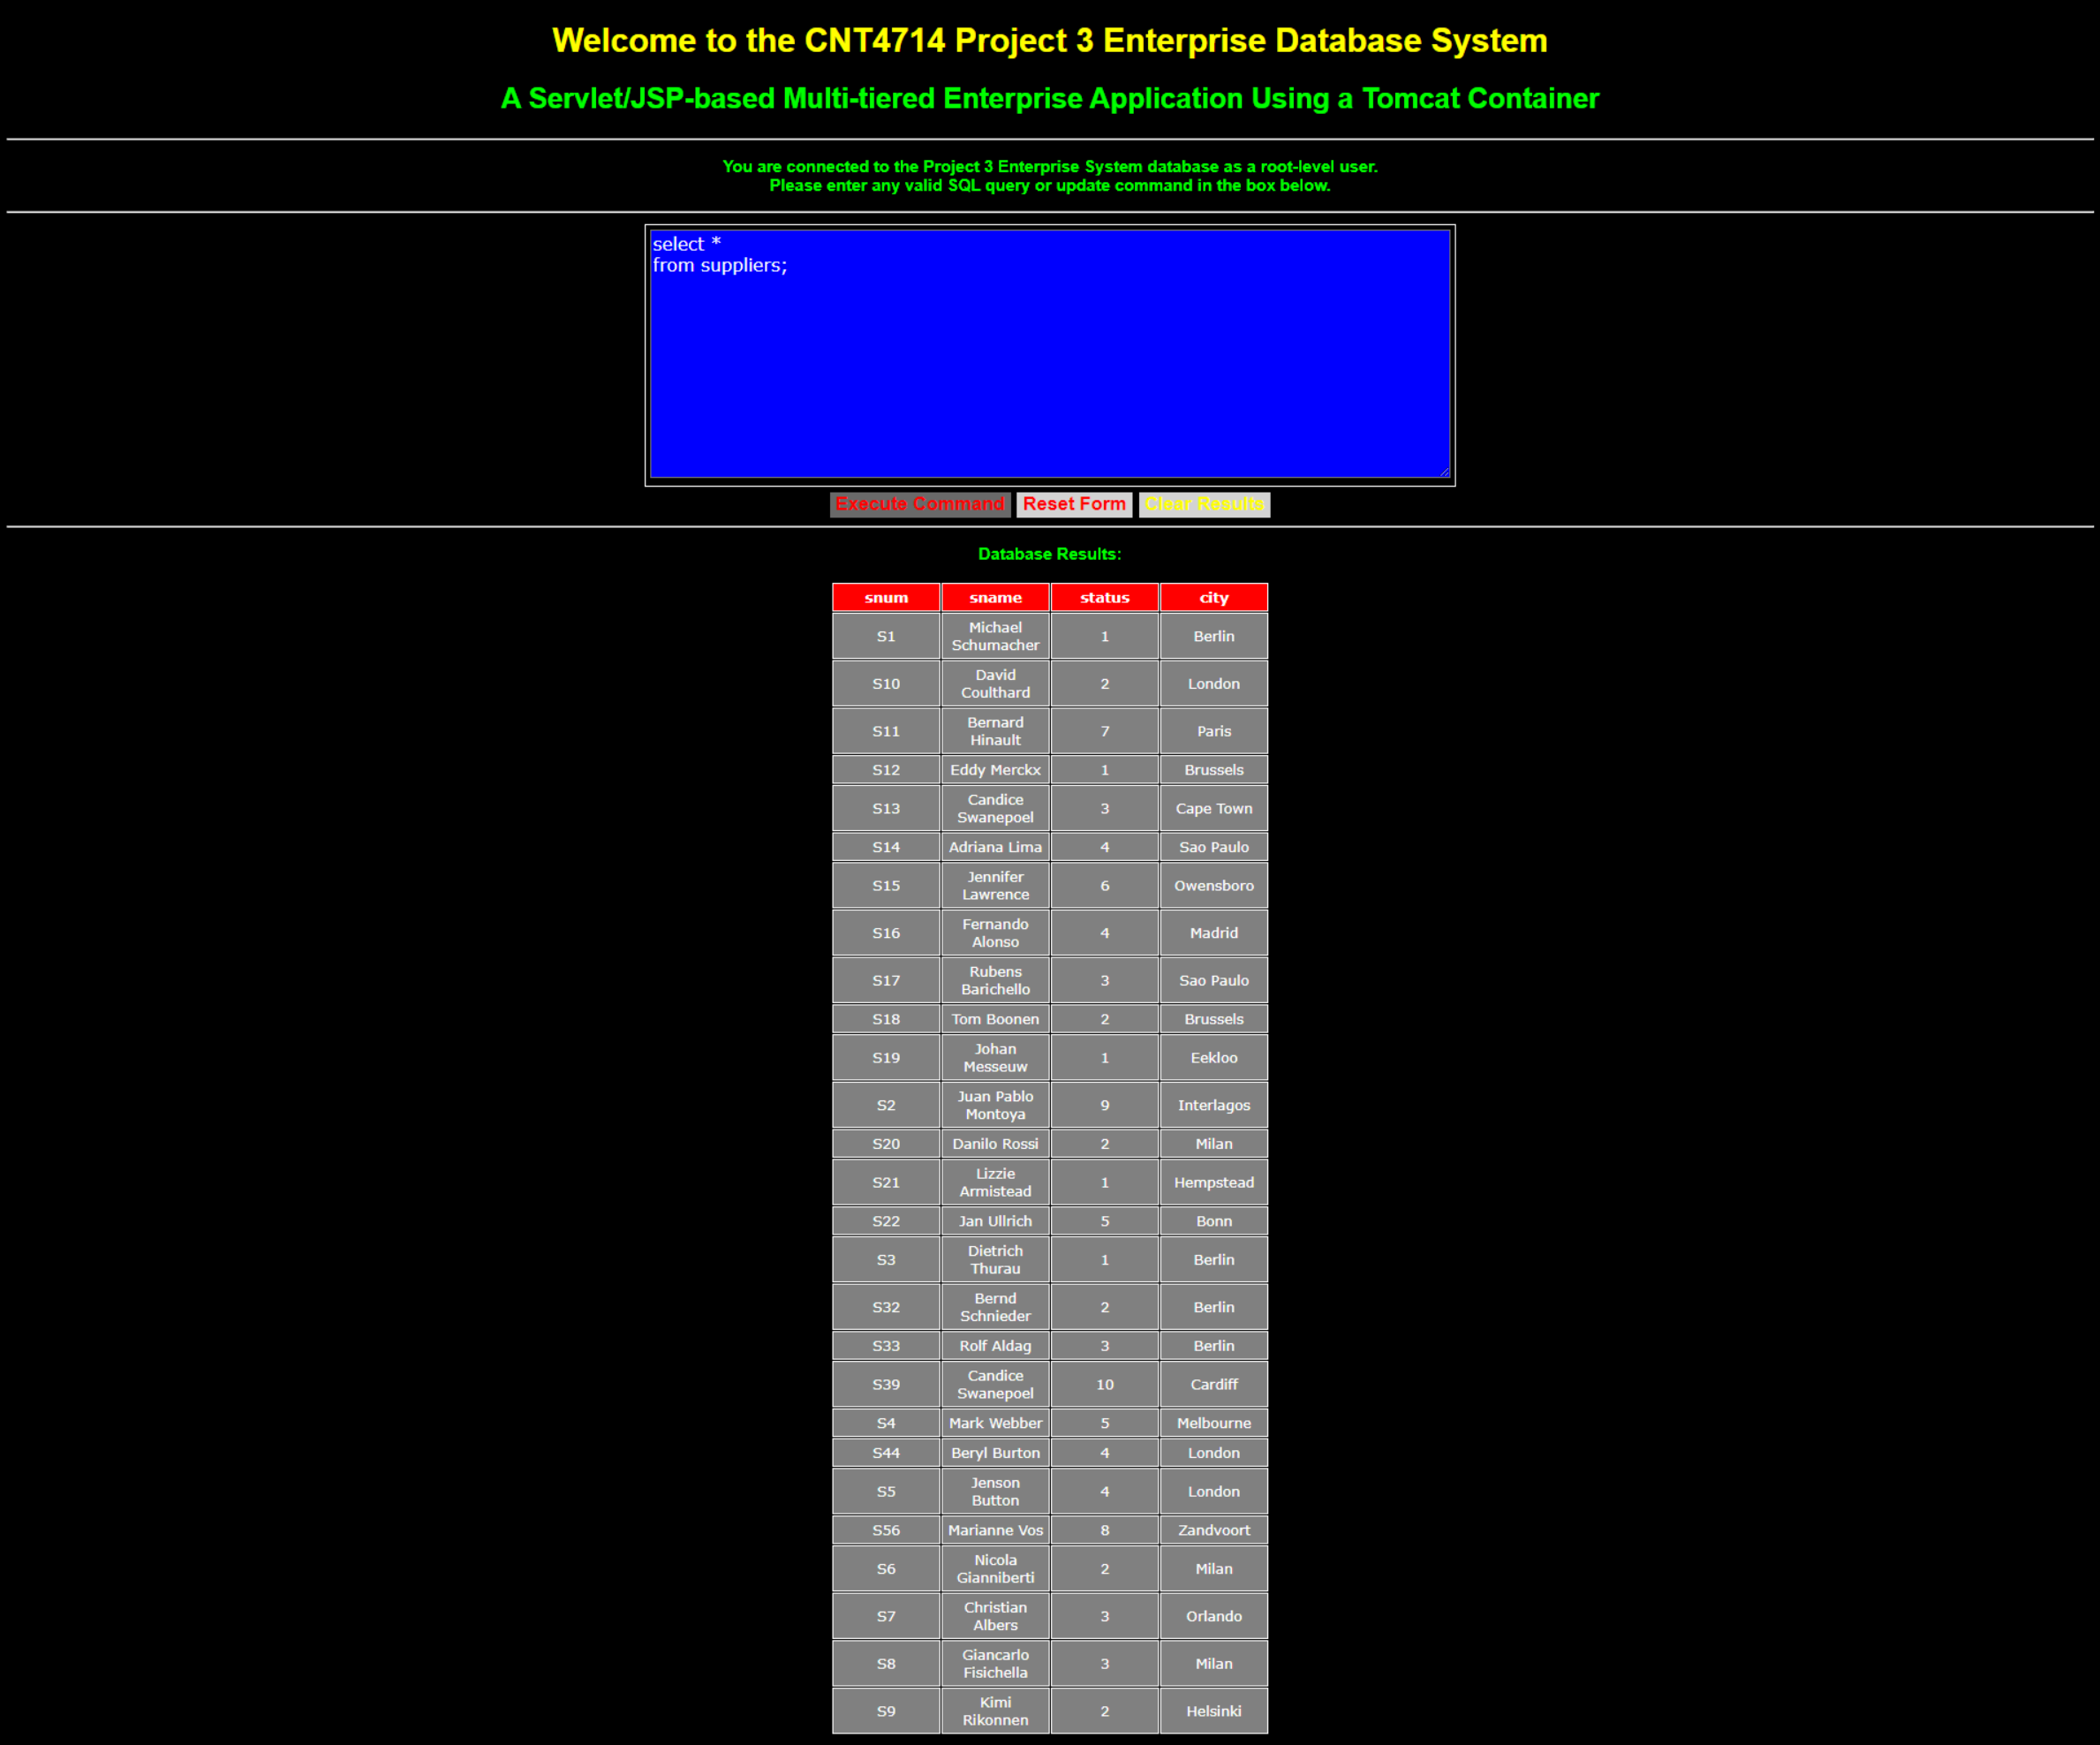 Welcome to the CNT4714 Project 3 Enterprise Database System
A Servlet/JSP-based Multi-tiered Enterprise Application Using a Tomcat Container
You are connected to the Project 3 Enterprise System database as a root-level user.
Please enter any valid SQL query or update command in the box below.
select *
from suppliers;
Execute Command Reset Form Clear Results
Database Results:
snum sname status city
S1 Michael Schumacher 1 Berlin
S10 David Coulthard 2 London
S11 Bernard Hinault 7 Paris
S12 Eddy Merckx 1 Brussels
S13 Candice Swanepoel 3 Cape Town
S14 Adriana Lima 4 Sao Paulo
S15 Jennifer Lawrence 6 Owensboro
S16 Fernando Alonso 4 Madrid
S17 Rubens Barichello 3 Sao Paulo
S18 Tom Boonen 2 Brussels
S19 Johan Messeuw 1 Eekloo
S2 Juan Pablo Montoya 9 Interlagos
S20 Danilo Rossi 2 Milan
S21 Lizzie Armistead 1 Hempstead
S22 Jan Ullrich 5 Bonn
S3 Dietrich Thurau 1 Berlin
S32 Bernd Schnieder 2 Berlin
S33 Rolf Aldag 3 Berlin
S39 Candice Swanepoel 10 Cardiff
S4 Mark Webber 5 Melbourne
S44 Beryl Burton 4 London
S5 Jenson Button 4 London
S56 Marianne Vos 8 Zandvoort
S6 Nicola Gianniberti 2 Milan
S7 Christian Albers 3 Orlando
S8 Giancarlo Fisichella 3 Milan
S9 Kimi Rikonnen 2 Helsinki